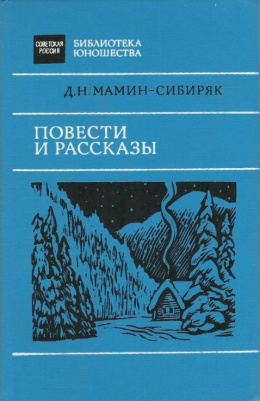 СОВЕТСКАЯ
РОССИЯ
БИБЛИОТЕКА
ЮНОШЕСТВА
Д.Н. МАМИН-СИБИРЯК
ПОВЕСТИ
И РАССКАЗЫ